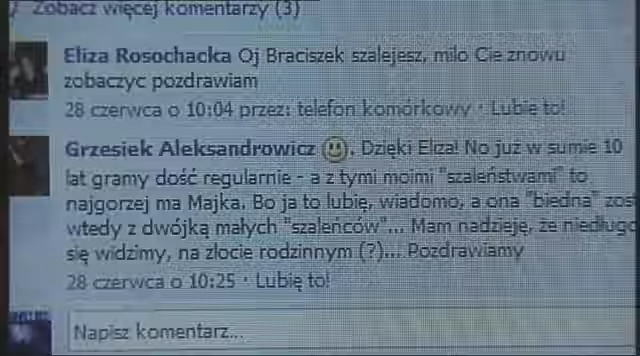 Zobacz więcej komentarzy (3)
Eliza Rosochacka Oj Braciszek szalejesz, miło Cie znowu
zobaczyc pozdrawiam
28 czerwca o 10:04 przez: telefon komórkowy · Lubię to!
Grzesiek Aleksandrowicz . Dzięki Eliza! No już w sumie 10
lat gramy dość regularnie - a z tymi moimi "szaleństwami" to
najgorzej ma Majka. Bo ja to lubię, wiadomo, a ona "biedna" zos
wtedy z dwójką małych "szaleńców"... Mam nadzieję, że niedługo
się widzimy, na zlocie rodzinnym (?)... Pozdrawiamy
28 czerwca o 10:25 · Lubię to!
Napisz komentarz...